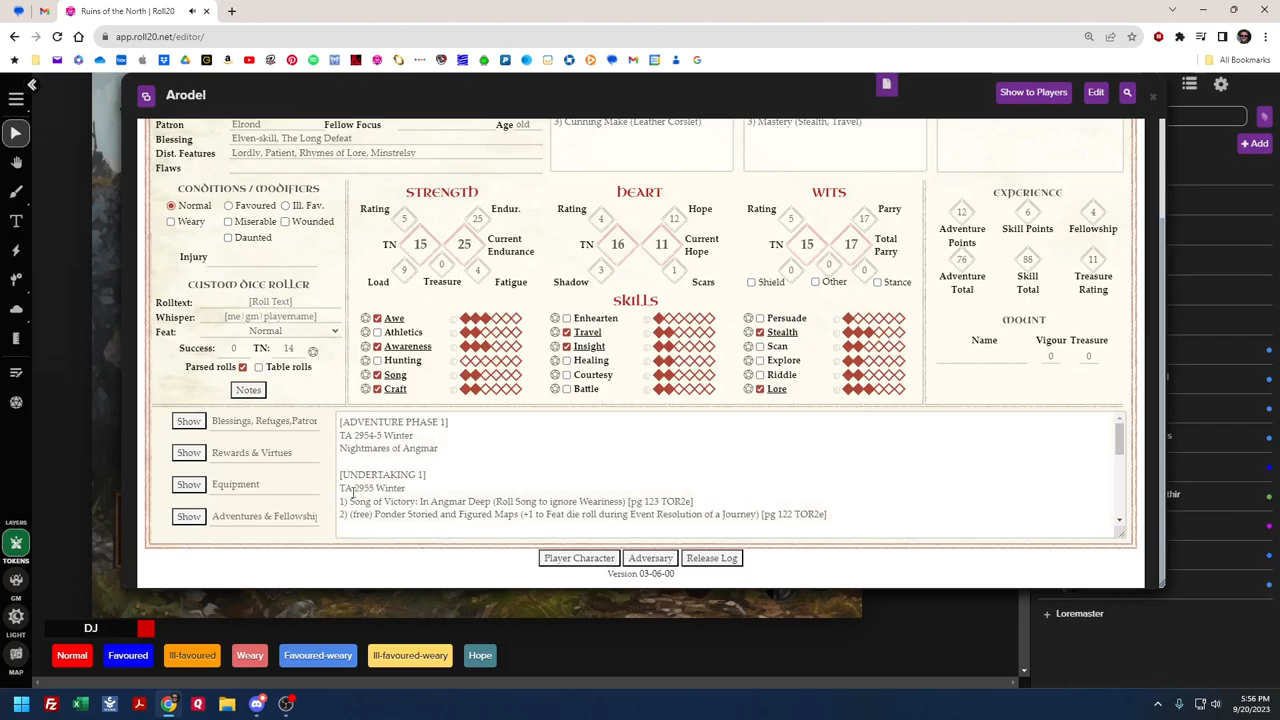 Ruins of the North | Roll20
app.roll20.net/editor/
All Bookmarks
Arodel
Show to Players
Edit
Patron Elrond Fellow Focus Age old
Blessing Elven-skill, The Long Defeat
Dist. Features Lordly, Patient, Rhymes of Lore, Minstrelsy
Flaws
3) Cunning Make (Leather Corslet)
3) Mastery (Stealth, Travel)
+ Add
CONDITIONS / MODIFIERS
Normal Favoured Ill. Fav.
Weary Miserable Wounded
Daunted
Injury
CUSTOM DICE ROLLER
Rolltext: [Roll Text]
Whisper: [me|gm|playername]
Feat: Normal
Success: 0 TN: 14
Parsed rolls Table rolls
Notes
STRENGTH
Rating 5 25 Endur.
TN 15 25 Current Endurance
Load 9 0 Treasure 4 Fatigue
HEART
Rating 4 12 Hope
TN 16 11 Current Hope
Shadow 3 1 Scars
WITS
Rating 5 17 Parry
TN 15 17 Total Parry
0 0 0
Shield Other Stance
EXPERIENCE
12 6 4
Adventure Points Skill Points Fellowship
76 88 11
Adventure Total Skill Total Treasure Rating
MOUNT
Name Vigour Treasure
0 0
SKILLS
Awe Enhearten Persuade
Athletics Travel Stealth
Awareness Insight Scan
Hunting Healing Explore
Song Courtesy Riddle
Craft Battle Lore
Show Blessings, Refuges,Patron
Show Rewards & Virtues
Show Equipment
Show Adventures & Fellowship
[ADVENTURE PHASE 1]
TA 2954-5 Winter
Nightmares of Angmar
[UNDERTAKING 1]
TA 2955 Winter
1) Song of Victory: In Angmar Deep (Roll Song to ignore Weariness) [pg 123 TOR2e]
2) (free) Ponder Storied and Figured Maps (+1 to Feat die roll during Event Resolution of a Journey) [pg 122 TOR2e]
Player Character Adversary Release Log
Version 03-06-00
thir
+ Loremaster
LAYERS
TOKENS
GM
LIGHT
MAP
DJ
Normal Favoured Ill-favoured Weary Favoured-weary Ill-favoured-weary Hope
5:56 PM
9/20/2023